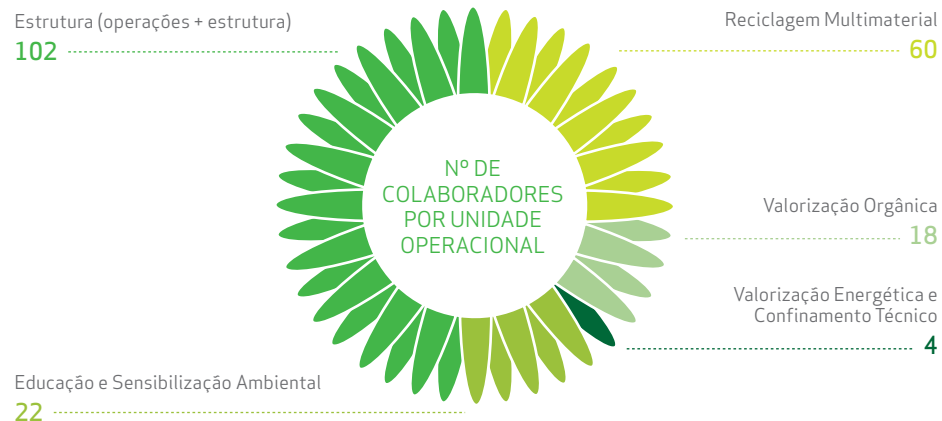 Estrutura (operações + estrutura)
102
Reciclagem Multimaterial
60
Nº DE
COLABORADORES
POR UNIDADE
OPERACIONAL
Valorização Orgânica
18
Valorização Energética e
Confinamento Técnico
4
Educação e Sensibilização Ambiental
22